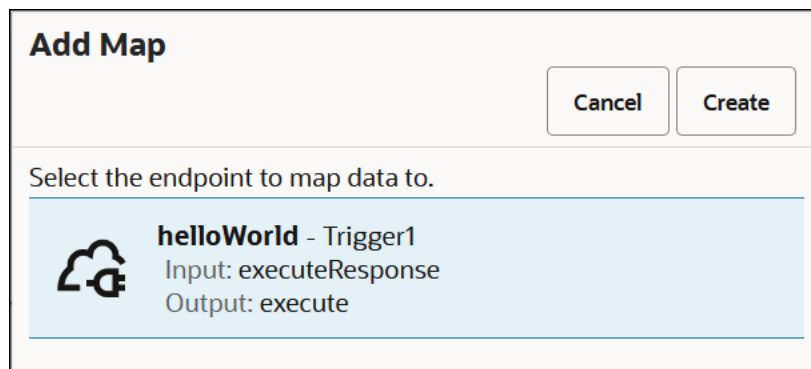 Add Map
Cancel Create
Select the endpoint to map data to.
helloWorld - Trigger1
Input: executeResponse
Output: execute